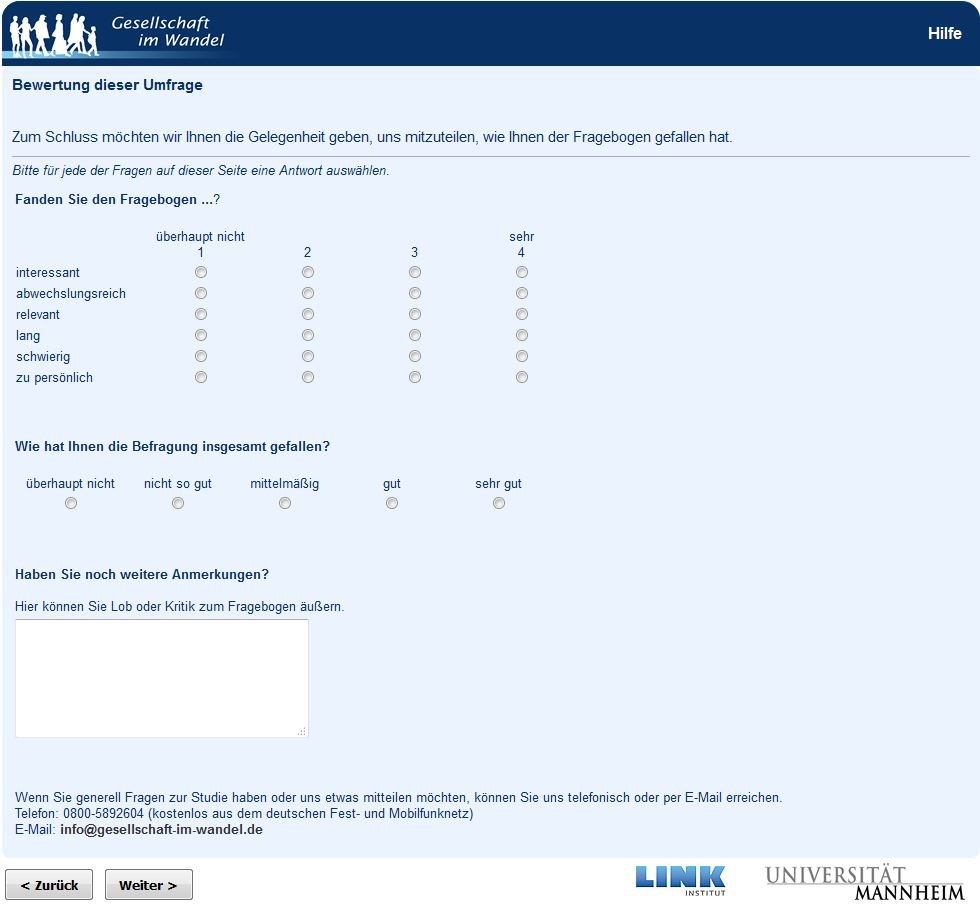 Gesellschaft
im Wandel
Hilfe
Bewertung dieser Umfrage
Zum Schluss möchten wir Ihnen die Gelegenheit geben, uns mitzuteilen, wie Ihnen der Fragebogen gefallen hat.
Bitte für jede der Fragen auf dieser Seite eine Antwort auswählen.
Fanden Sie den Fragebogen ...?
überhaupt nicht sehr
1 2 3 4
interessant
abwechslungsreich
relevant
lang
schwierig
zu persönlich
Wie hat Ihnen die Befragung insgesamt gefallen?
überhaupt nicht nicht so gut mittelmäßig gut sehr gut
Haben Sie noch weitere Anmerkungen?
Hier können Sie Lob oder Kritik zum Fragebogen äußern.
Wenn Sie generell Fragen zur Studie haben oder uns etwas mitteilen möchten, können Sie uns telefonisch oder per E-Mail erreichen.
Telefon: 0800-5892604 (kostenlos aus dem deutschen Fest- und Mobilfunknetz)
E-Mail: info@gesellschaft-im-wandel.de
< Zurück Weiter >
LINK
INSTITUT
UNIVERSITÄT
MANNHEIM